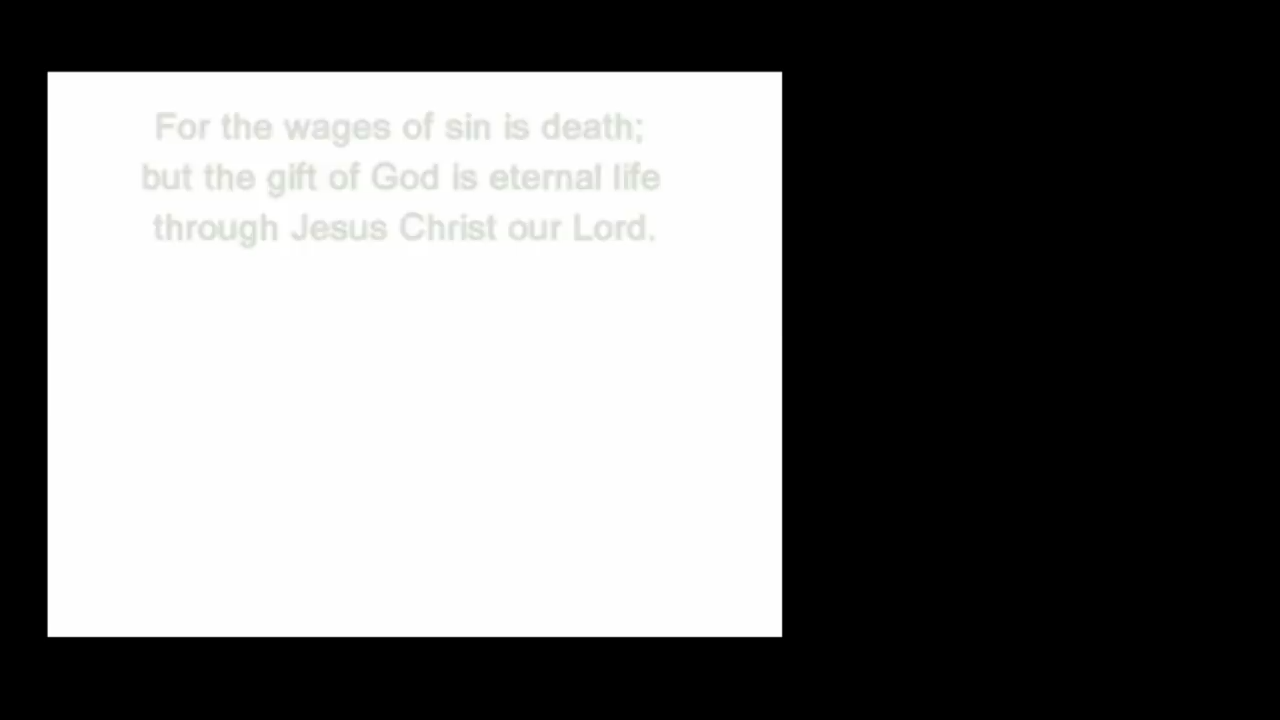 For the wages of sin is death;
but the gift of God is eternal life
through Jesus Christ our Lord.